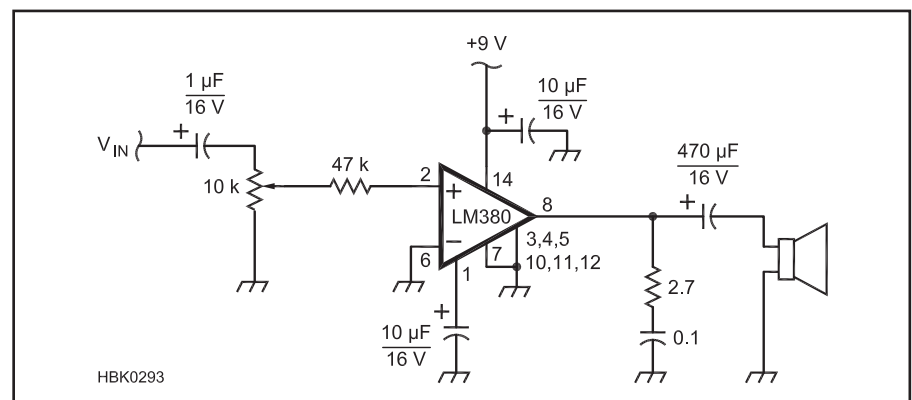 +9 V
1 µF
16 V
+
10 µF
16 V
+
V IN
10 k
47 k
2
14
+
LM380
−
6
1
7
8
3,4,5
10,11,12
470 µF
16 V
+
2.7
0.1
+
10 µF
16 V
HBK0293